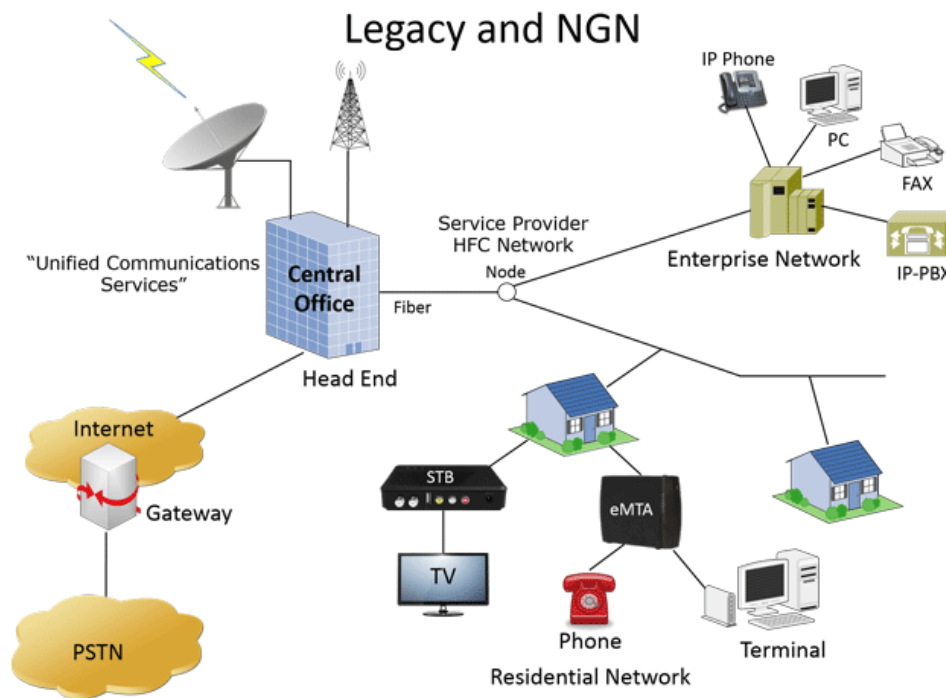 Legacy and NGN
IP Phone
PC
FAX
IP-PBX
Enterprise Network
Service Provider
HFC Network
Node
Fiber
"Unified Communications
Services"
Central
Office
Head End
Internet
Gateway
PSTN
STB
TV
eMTA
Phone
Terminal
Residential Network